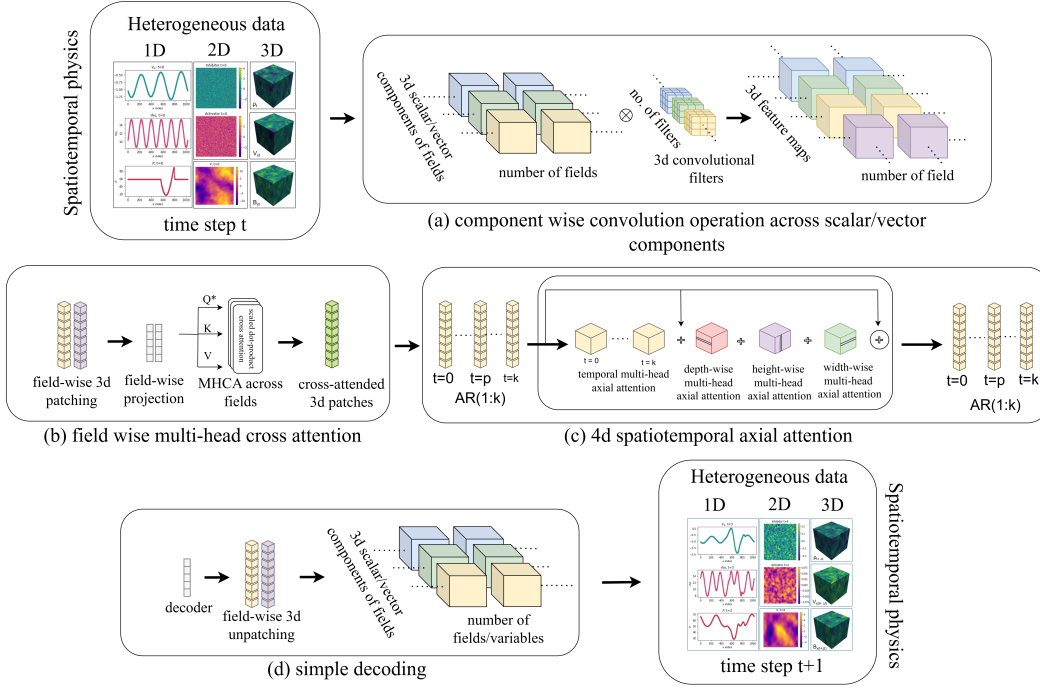 Spatiotemporal physics
Heterogeneous data
1D 2D 3D
time step t
3d scalar/vector
components of fields
number of fields
no. of filters
3d convolutional
filters
3d feature maps
number of field
(a) component wise convolution operation across scalar/vector
components
field-wise 3d
patching
field-wise
projection
Q*
K
V
scaled dot-product
cross attention
MHCA across
fields
cross-attended
3d patches
(b) field wise multi-head cross attention
t=0 t=p t=k
AR(1:k)
t = 0
t = k
temporal multi-head
axial attention
depth-wise
multi-head
axial attention
height-wise
multi-head
axial attention
width-wise
multi-head
axial attention
t=0 t=p t=k
AR(1:k)
(c) 4d spatiotemporal axial attention
decoder
field-wise 3d
unpatching
3d scalar/vector
components of fields
number of
fields/variables
(d) simple decoding
Heterogeneous data
1D 2D 3D
time step t+1
Spatiotemporal physics